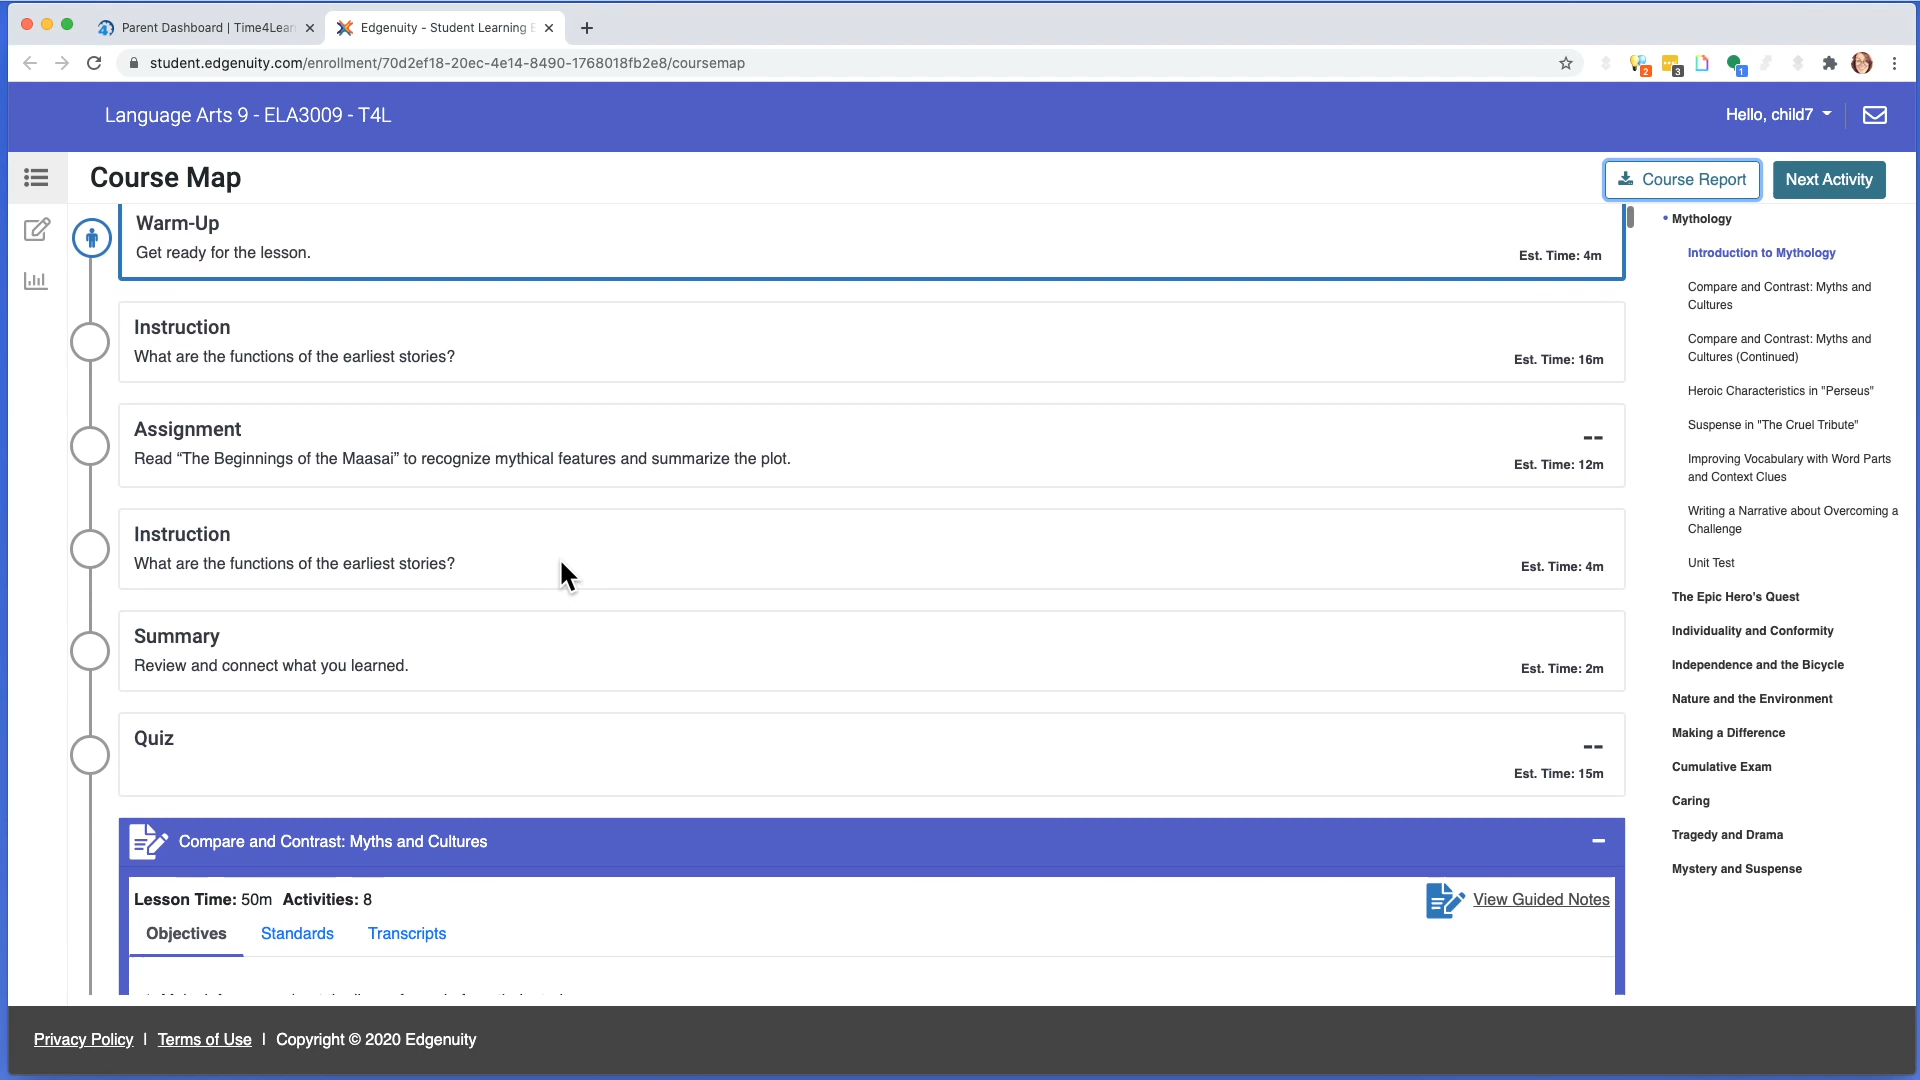 Parent Dashboard | Time4Lear
Edgenuity - Student Learning E
student.edgenuity.com/enrollment/70d2ef18-20ec-4e14-8490-1768018fb2e8/coursemap
2
3
1
Language Arts 9 - ELA3009 - T4L
Hello, child7
Course Map
Course Report
Next Activity
Warm-Up
Get ready for the lesson.
Est. Time: 4m
Instruction
What are the functions of the earliest stories?
Est. Time: 16m
Assignment
--
Read “The Beginnings of the Maasai” to recognize mythical features and summarize the plot.
Est. Time: 12m
Instruction
What are the functions of the earliest stories?
Est. Time: 4m
Summary
Review and connect what you learned.
Est. Time: 2m
Quiz
--
Est. Time: 15m
Compare and Contrast: Myths and Cultures
Lesson Time: 50m Activities: 8
View Guided Notes
Objectives
Standards
Transcripts
• Mythology
Introduction to Mythology
Compare and Contrast: Myths and
Cultures
Compare and Contrast: Myths and
Cultures (Continued)
Heroic Characteristics in "Perseus"
Suspense in "The Cruel Tribute"
Improving Vocabulary with Word Parts
and Context Clues
Writing a Narrative about Overcoming a
Challenge
Unit Test
The Epic Hero's Quest
Individuality and Conformity
Independence and the Bicycle
Nature and the Environment
Making a Difference
Cumulative Exam
Caring
Tragedy and Drama
Mystery and Suspense
Privacy Policy | Terms of Use | Copyright © 2020 Edgenuity